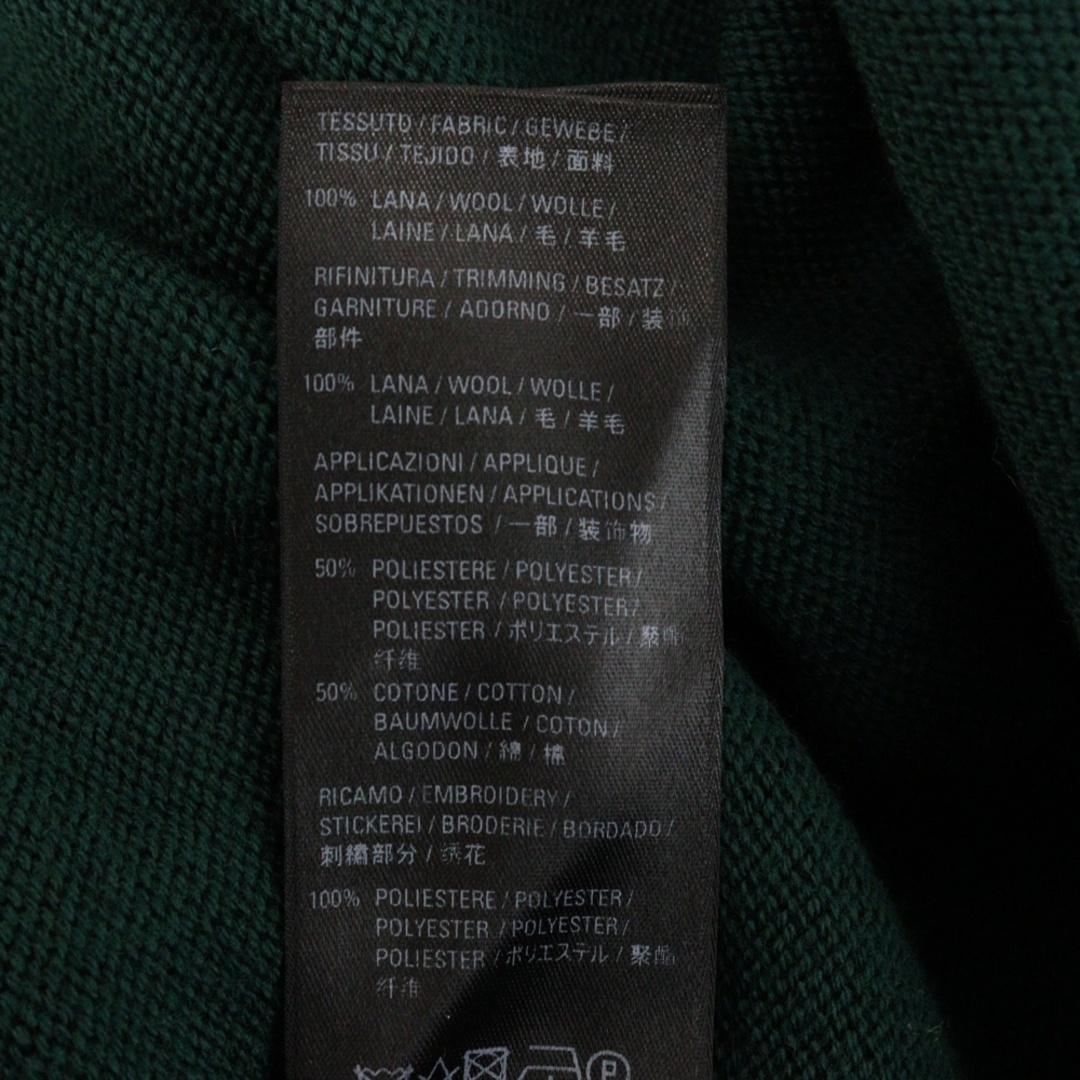 TESSUTO / FABRIC / GEWEBE /
TISSU / TEJIDO / 表地 / 面料
100% LANA / WOOL / WOLLE /
LAINE / LANA / 毛 / 羊毛
RIFINITURA / TRIMMING / BESATZ /
GARNITURE / ADORNO / 一部 / 装饰
部件
100% LANA / WOOL / WOLLE /
LAINE / LANA / 毛 / 羊毛
APPLICAZIONI / APPLIQUE /
APPLIKATIONEN / APPLICATIONS /
SOBREPUESTOS / 一部 / 装饰物
50% POLIESTERE / POLYESTER /
POLYESTER / POLYESTER /
POLIESTER / ポリエステル / 聚酯
纤维
50% COTONE / COTTON /
BAUMWOLLE / COTON /
ALGODON / 綿 / 棉
RICAMO / EMBROIDERY /
STICKEREI / BRODERIE / BORDADO /
刺繍部分 / 绣花
100% POLIESTERE / POLYESTER /
POLYESTER / POLYESTER /
POLIESTER / ポリエステル / 聚酯
纤维
P